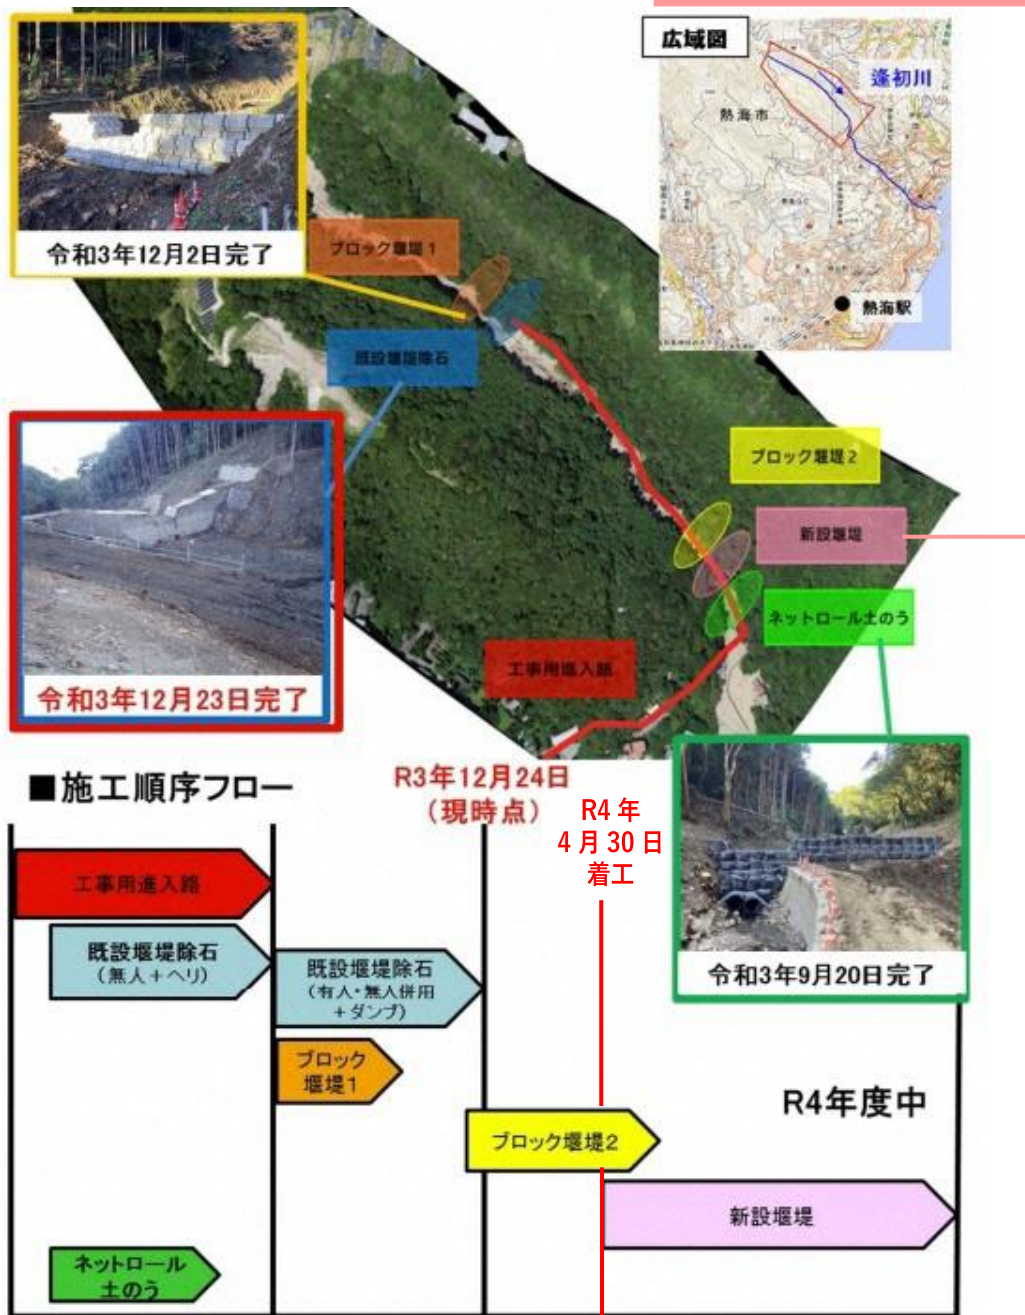 広域図
逢初川
熱海市
熱海駅
令和3年12月2日完了
ブロック堰堤1
既設堰堤除石
ブロック堰堤2
新設堰堤
ネットロール土のう
工事用進入路
令和3年12月23日完了
令和3年9月20日完了
■施工順序フロー
R3年12月24日
(現時点)
R4 年
4 月 30 日
着工
工事用進入路
既設堰堤除石
(無人+ヘリ)
既設堰堤除石
(有人・無人併用
+ダンプ)
ブロック
堰堤1
R4年度中
ブロック堰堤2
新設堰堤
ネットロール
土のう